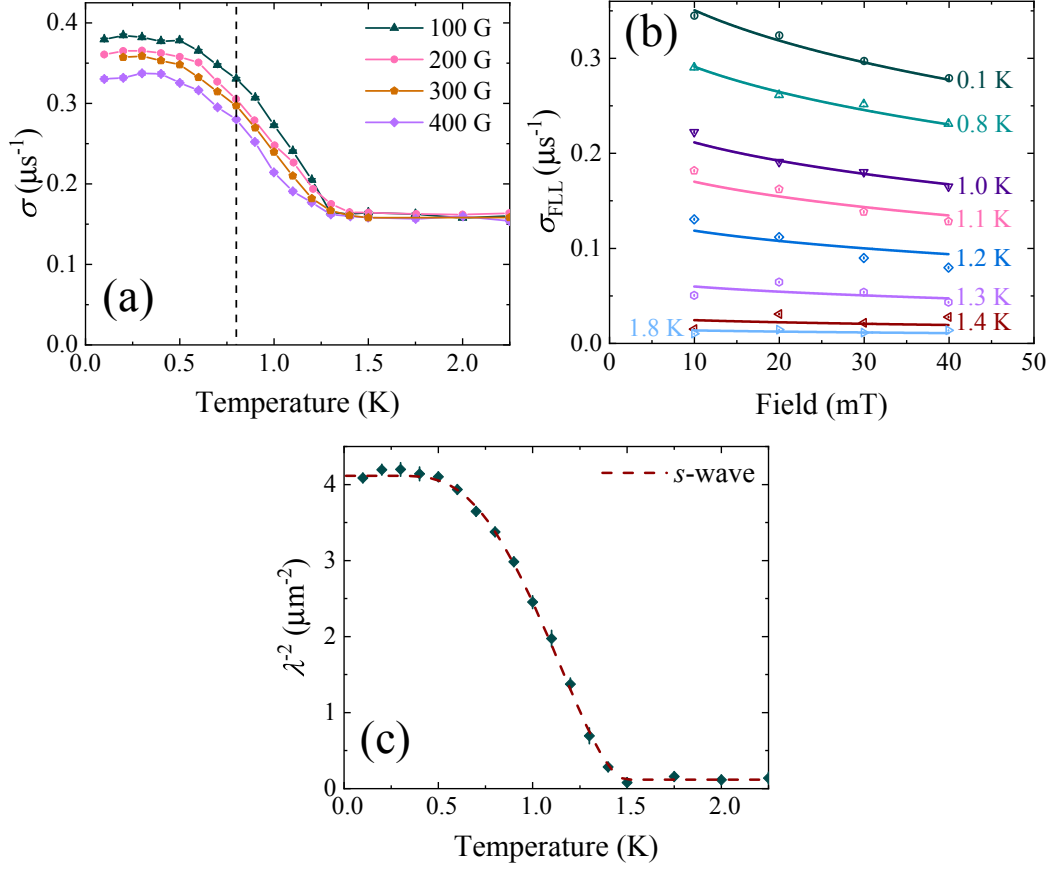 (a)
σ (μs⁻¹)
0.4
0.3
0.2
0.1
0.0
0.0 0.5 1.0 1.5 2.0
Temperature (K)
100 G
200 G
300 G
400 G
(b)
σFLL (μs⁻¹)
0.3
0.2
0.1
0.0
0 10 20 30 40 50
Field (mT)
0.1 K
0.8 K
1.0 K
1.1 K
1.2 K
1.3 K
1.4 K
1.8 K
(c)
λ⁻² (μm⁻²)
4
3
2
1
0
0.0 0.5 1.0 1.5 2.0
Temperature (K)
s-wave